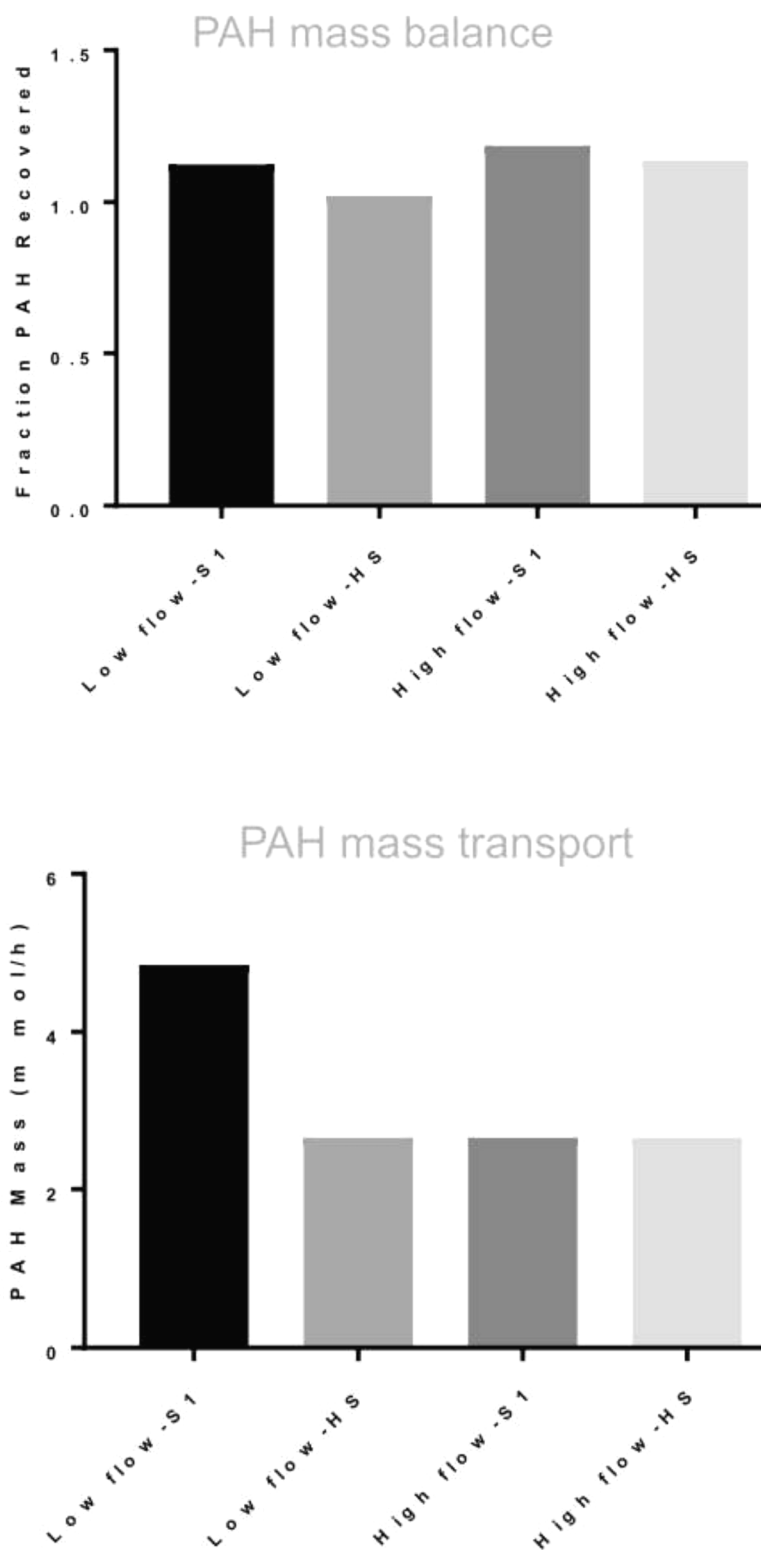 PAH mass balance
Fraction PAH Recovered
1.5
1.0
0.5
0.0
Low flow-S1
Low flow-HS
High flow-S1
High flow-HS
PAH mass transport
PAH Mass (m mol/h)
6
4
2
0
Low flow-S1
Low flow-HS
High flow-S1
High flow-HS